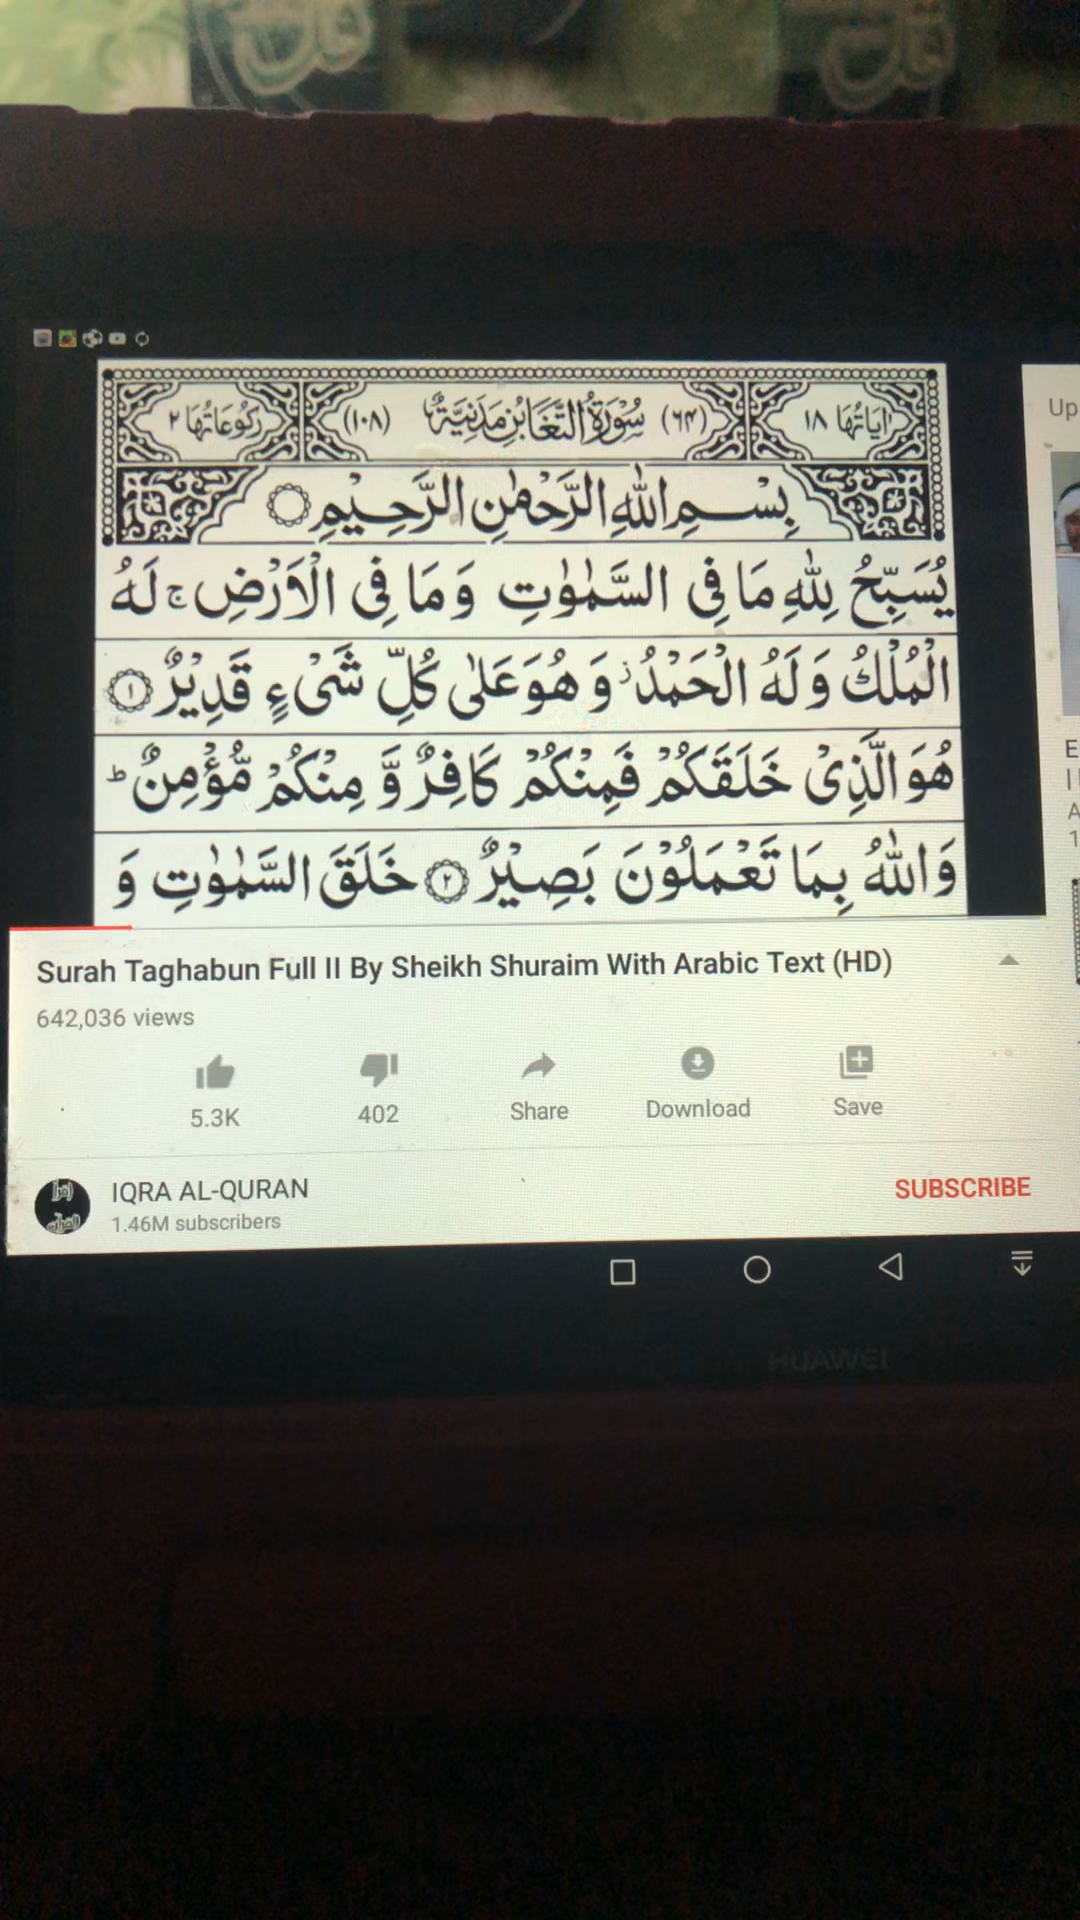 اٰیَاتُهَا ١٨
(٦٤) سُوْرَةُ التَّغَابُنِ مَدَنِيَّةٌ (١٠٨)
رُكُوْعَاتُهَا ٢
بِسْمِ اللّٰهِ الرَّحْمٰنِ الرَّحِيْمِ
يُسَبِّحُ لِلّٰهِ مَا فِى السَّمٰوٰتِ وَمَا فِى الْاَرْضِ ۚ لَهُ
الْمُلْكُ وَلَهُ الْحَمْدُ ز وَهُوَ عَلٰى كُلِّ شَىْءٍ قَدِيْرٌ ١
هُوَ الَّذِىْ خَلَقَكُمْ فَمِنْكُمْ كَافِرٌ وَّمِنْكُمْ مُّؤْمِنٌ ؕ
وَاللّٰهُ بِمَا تَعْمَلُوْنَ بَصِيْرٌ ٢ خَلَقَ السَّمٰوٰتِ وَ
Surah Taghabun Full II By Sheikh Shuraim With Arabic Text (HD)
642,036 views
5.3K 402 Share Download Save
IQRA AL-QURAN
1.46M subscribers
SUBSCRIBE
Up
HUAWEI